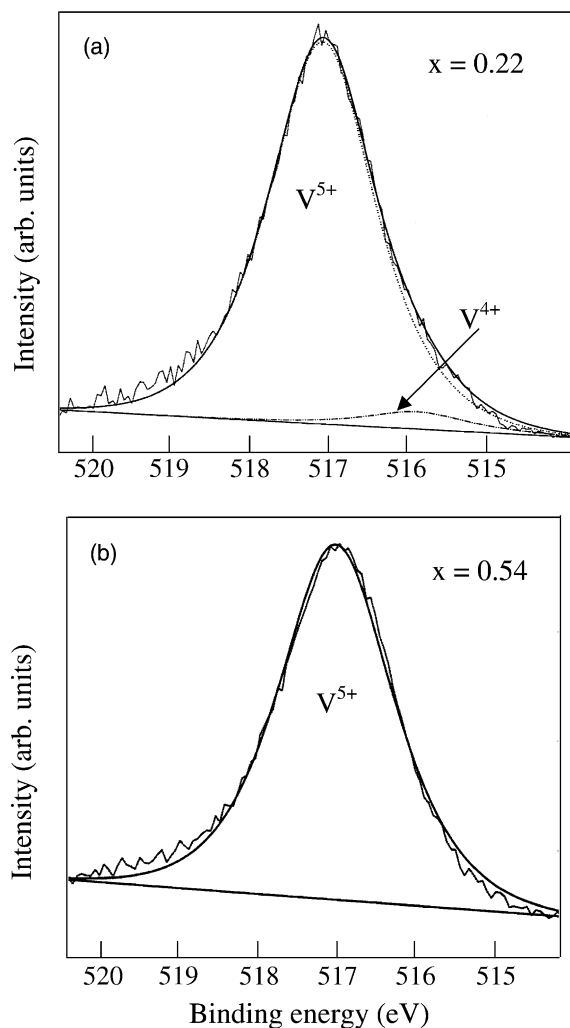 (a)
x = 0.22
V⁵⁺
V⁴⁺
Intensity (arb. units)
520 519 518 517 516 515
(b)
x = 0.54
V⁵⁺
Intensity (arb. units)
520 519 518 517 516 515
Binding energy (eV)